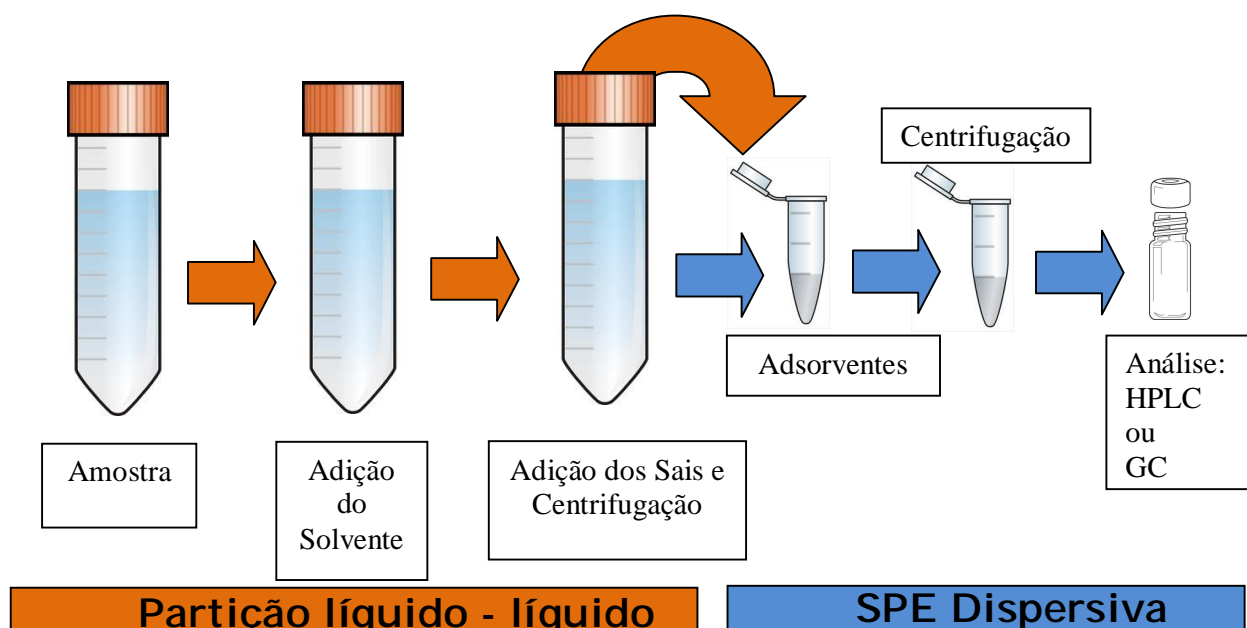 Centrifugação
Adsorventes
Análise:
HPLC
ou
GC
Amostra
Adição
do
Solvente
Adição dos Sais e
Centrifugação
Partição líquido - líquido
SPE Dispersiva